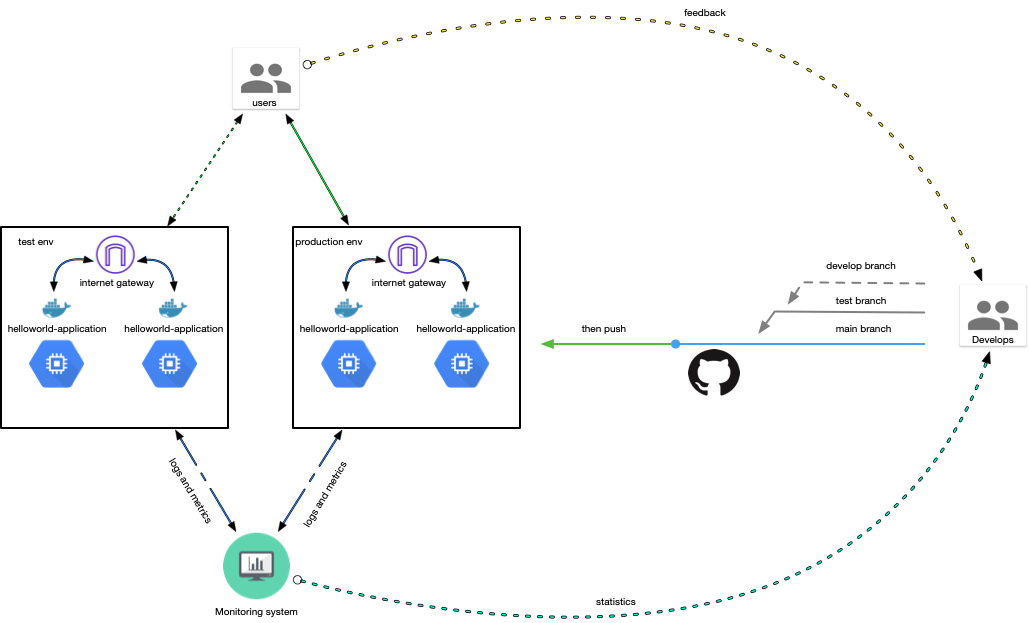 feedback
users
test env
internet gateway
helloworld-application
helloworld-application
production env
internet gateway
helloworld-application
helloworld-application
develop branch
test branch
main branch
then push
Develops
logs and metrics
logs and metrics
Monitoring system
statistics